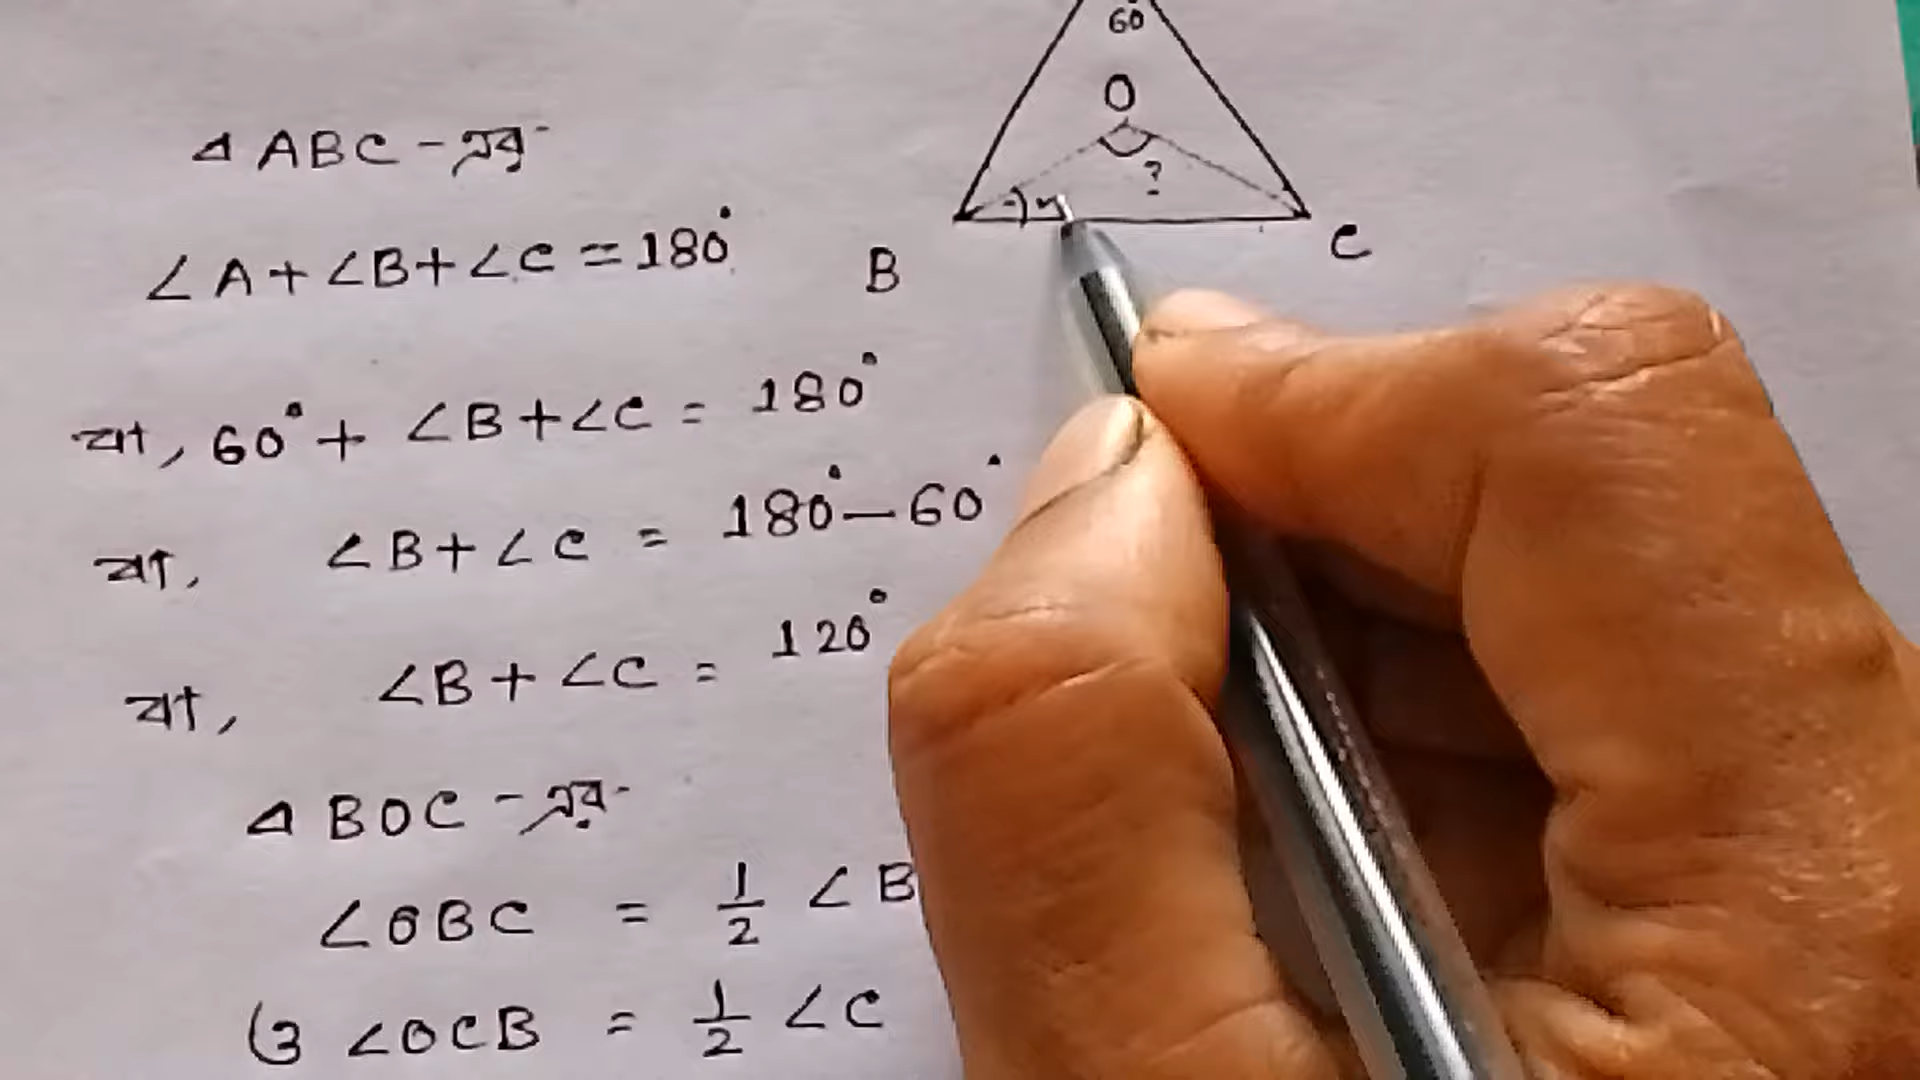 60°
O
?
B
C
⊿ ABC - এর
∠A + ∠B + ∠C = 180°
বা, 60° + ∠B + ∠C = 180°
বা, ∠B + ∠C = 180° — 60°
বা, ∠B + ∠C = 120°
⊿ BOC - এর
∠OBC = 1/2 ∠B
ও ∠OCB = 1/2 ∠C